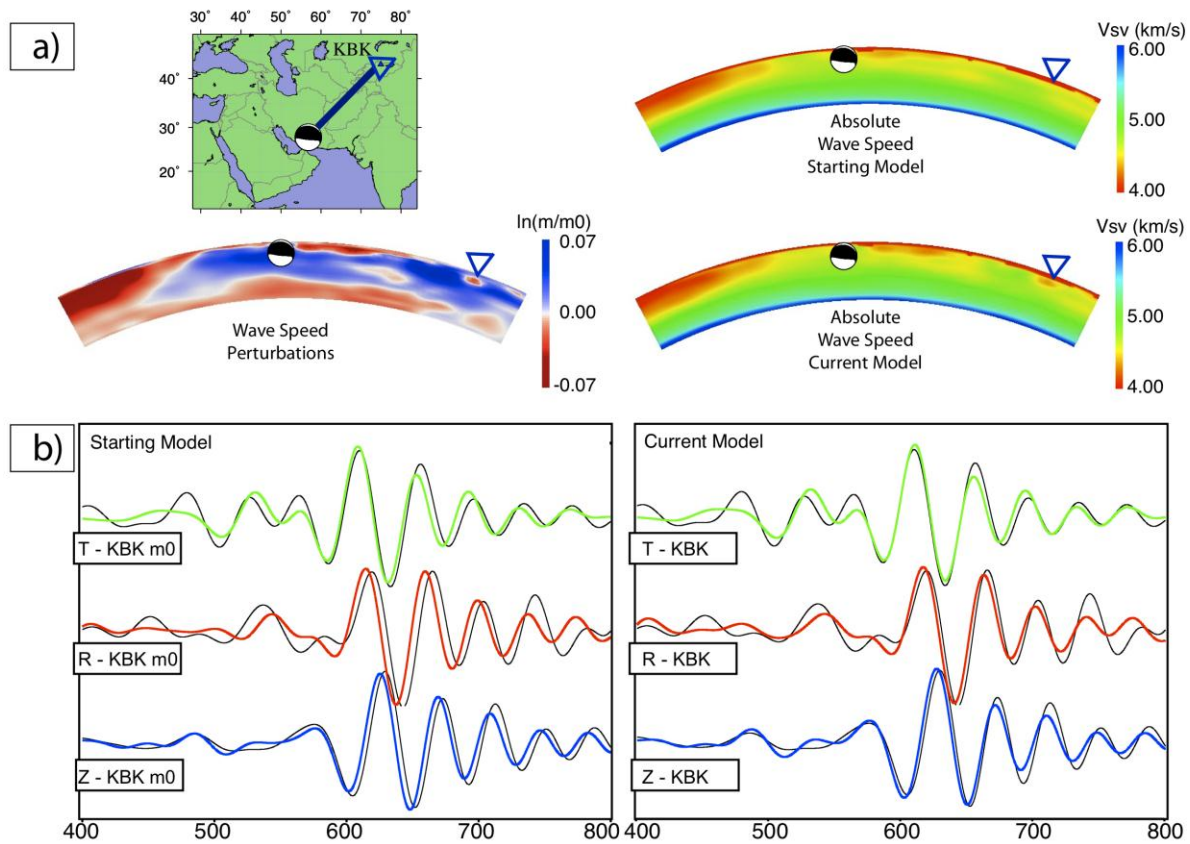 a)
30° 40° 50° 60° 70° 80°
40°
30°
20°
KBK
ln(m/m0)
0.07
0.00
-0.07
Wave Speed
Perturbations
Vsv (km/s)
6.00
5.00
4.00
Absolute
Wave Speed
Starting Model
Vsv (km/s)
6.00
5.00
4.00
Absolute
Wave Speed
Current Model
b)
Starting Model
T - KBK m0
R - KBK m0
Z - KBK m0
400 500 600 700 800
Current Model
T - KBK
R - KBK
Z - KBK
400 500 600 700 800